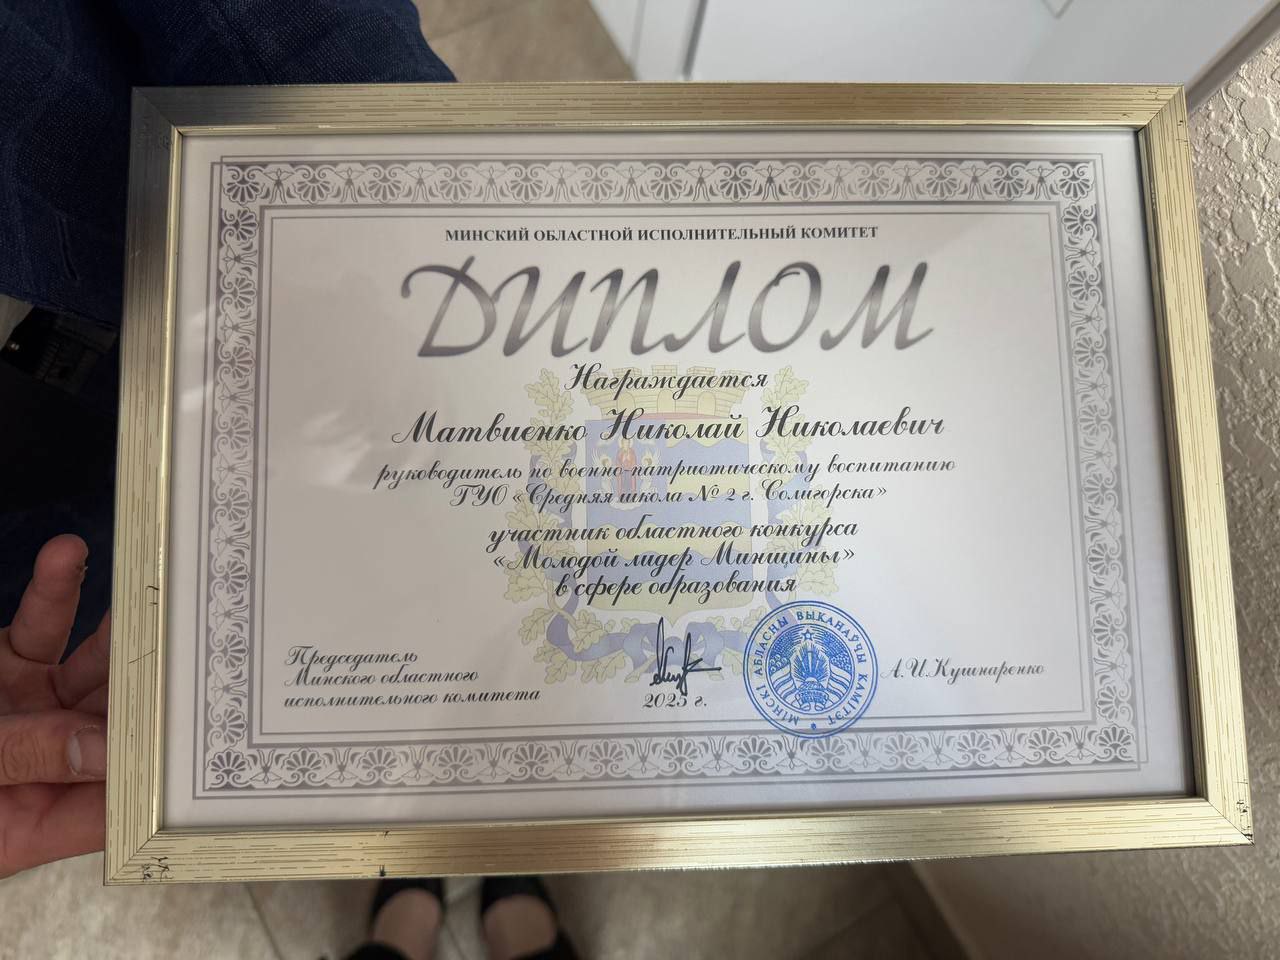 МИНСКИЙ ОБЛАСТНОЙ ИСПОЛНИТЕЛЬНЫЙ КОМИТЕТ
ДИПЛОМ
Награждается
Матвиенко Николай Николаевич
руководитель по военно-патриотическому воспитанию
ГУО «Средняя школа № 2 г. Солигорска»
участник областного конкурса
«Молодой лидер Минщины»
в сфере образования
Председатель
Минского областного
исполнительного комитета
2025 г.
МІНСКІ АБЛАСНЫ ВЫКАНАЎЧЫ КАМІТЭТ
А.И.Кушнаренко